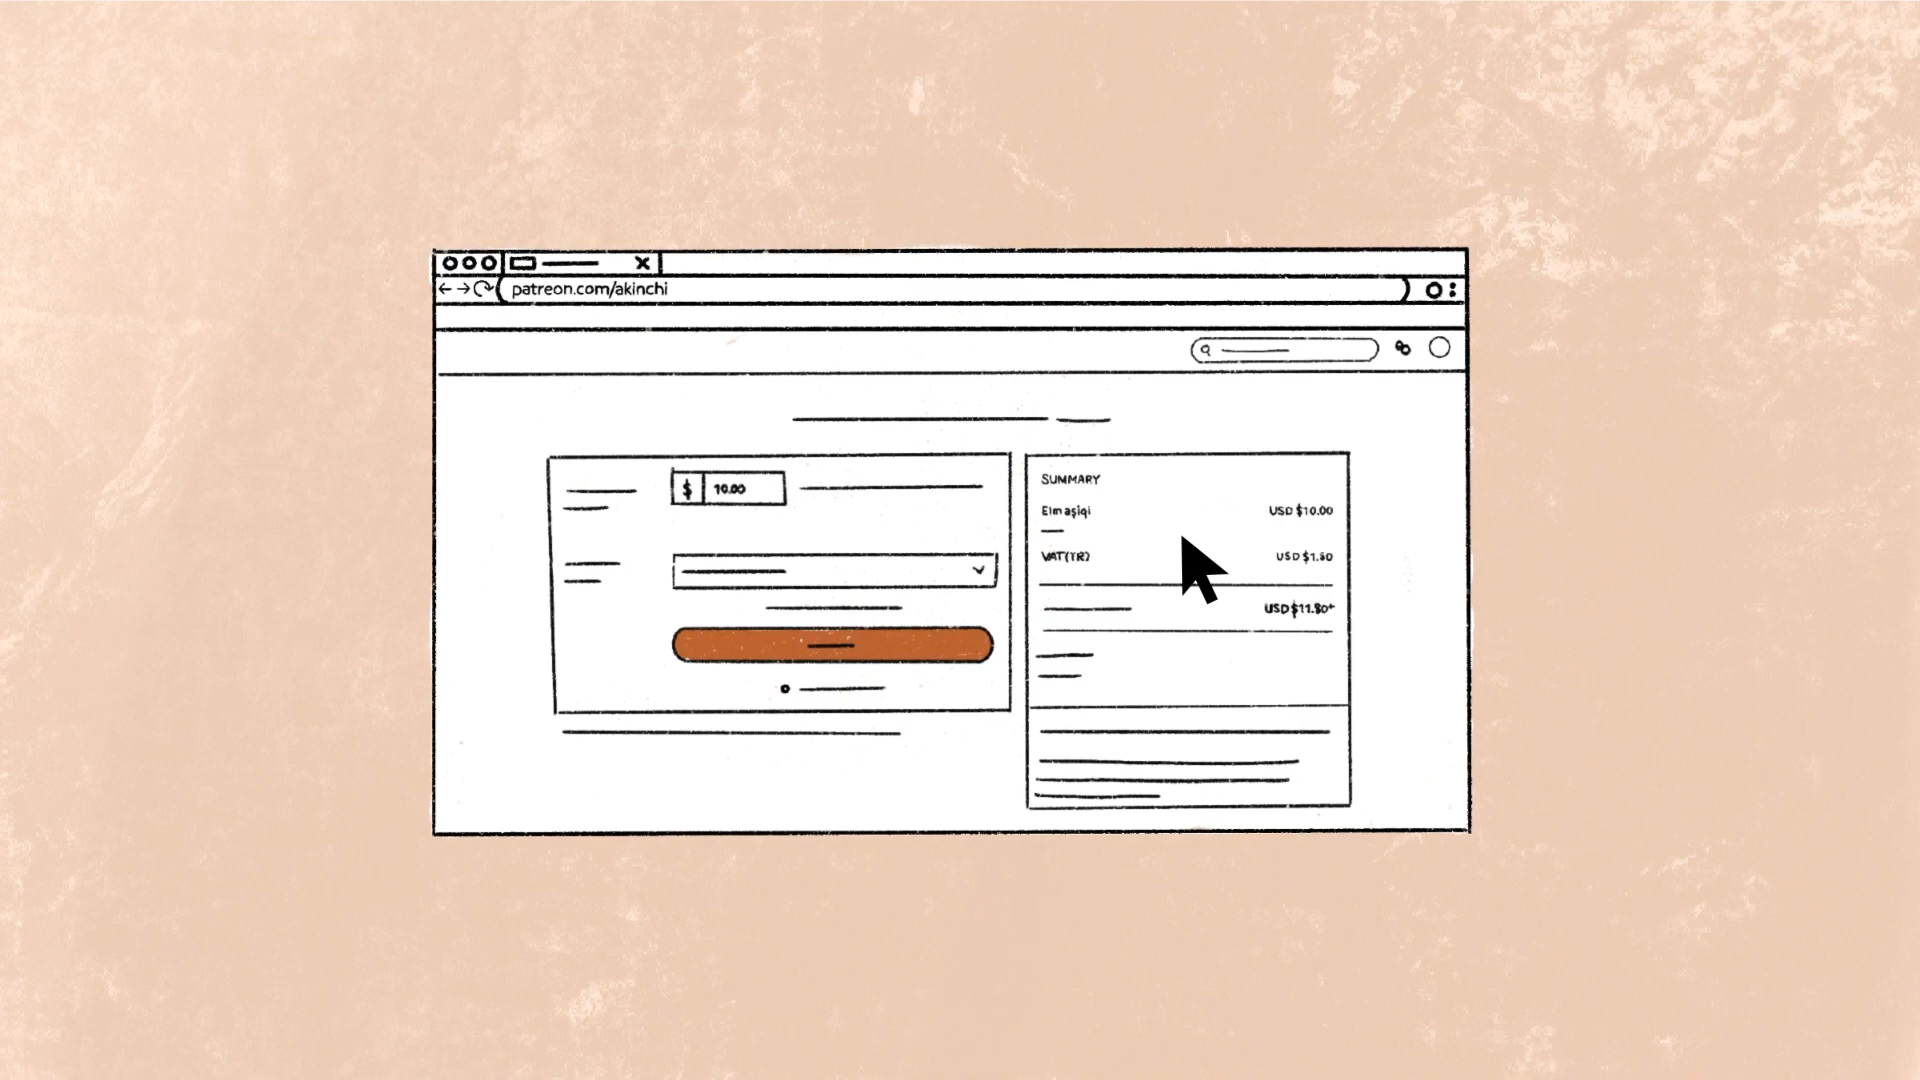 patreon.com/akinchi
$ 10.00
SUMMARY
Elm aşiqi USD $10.00
VAT(TR) USD $1.80
USD $11.80*